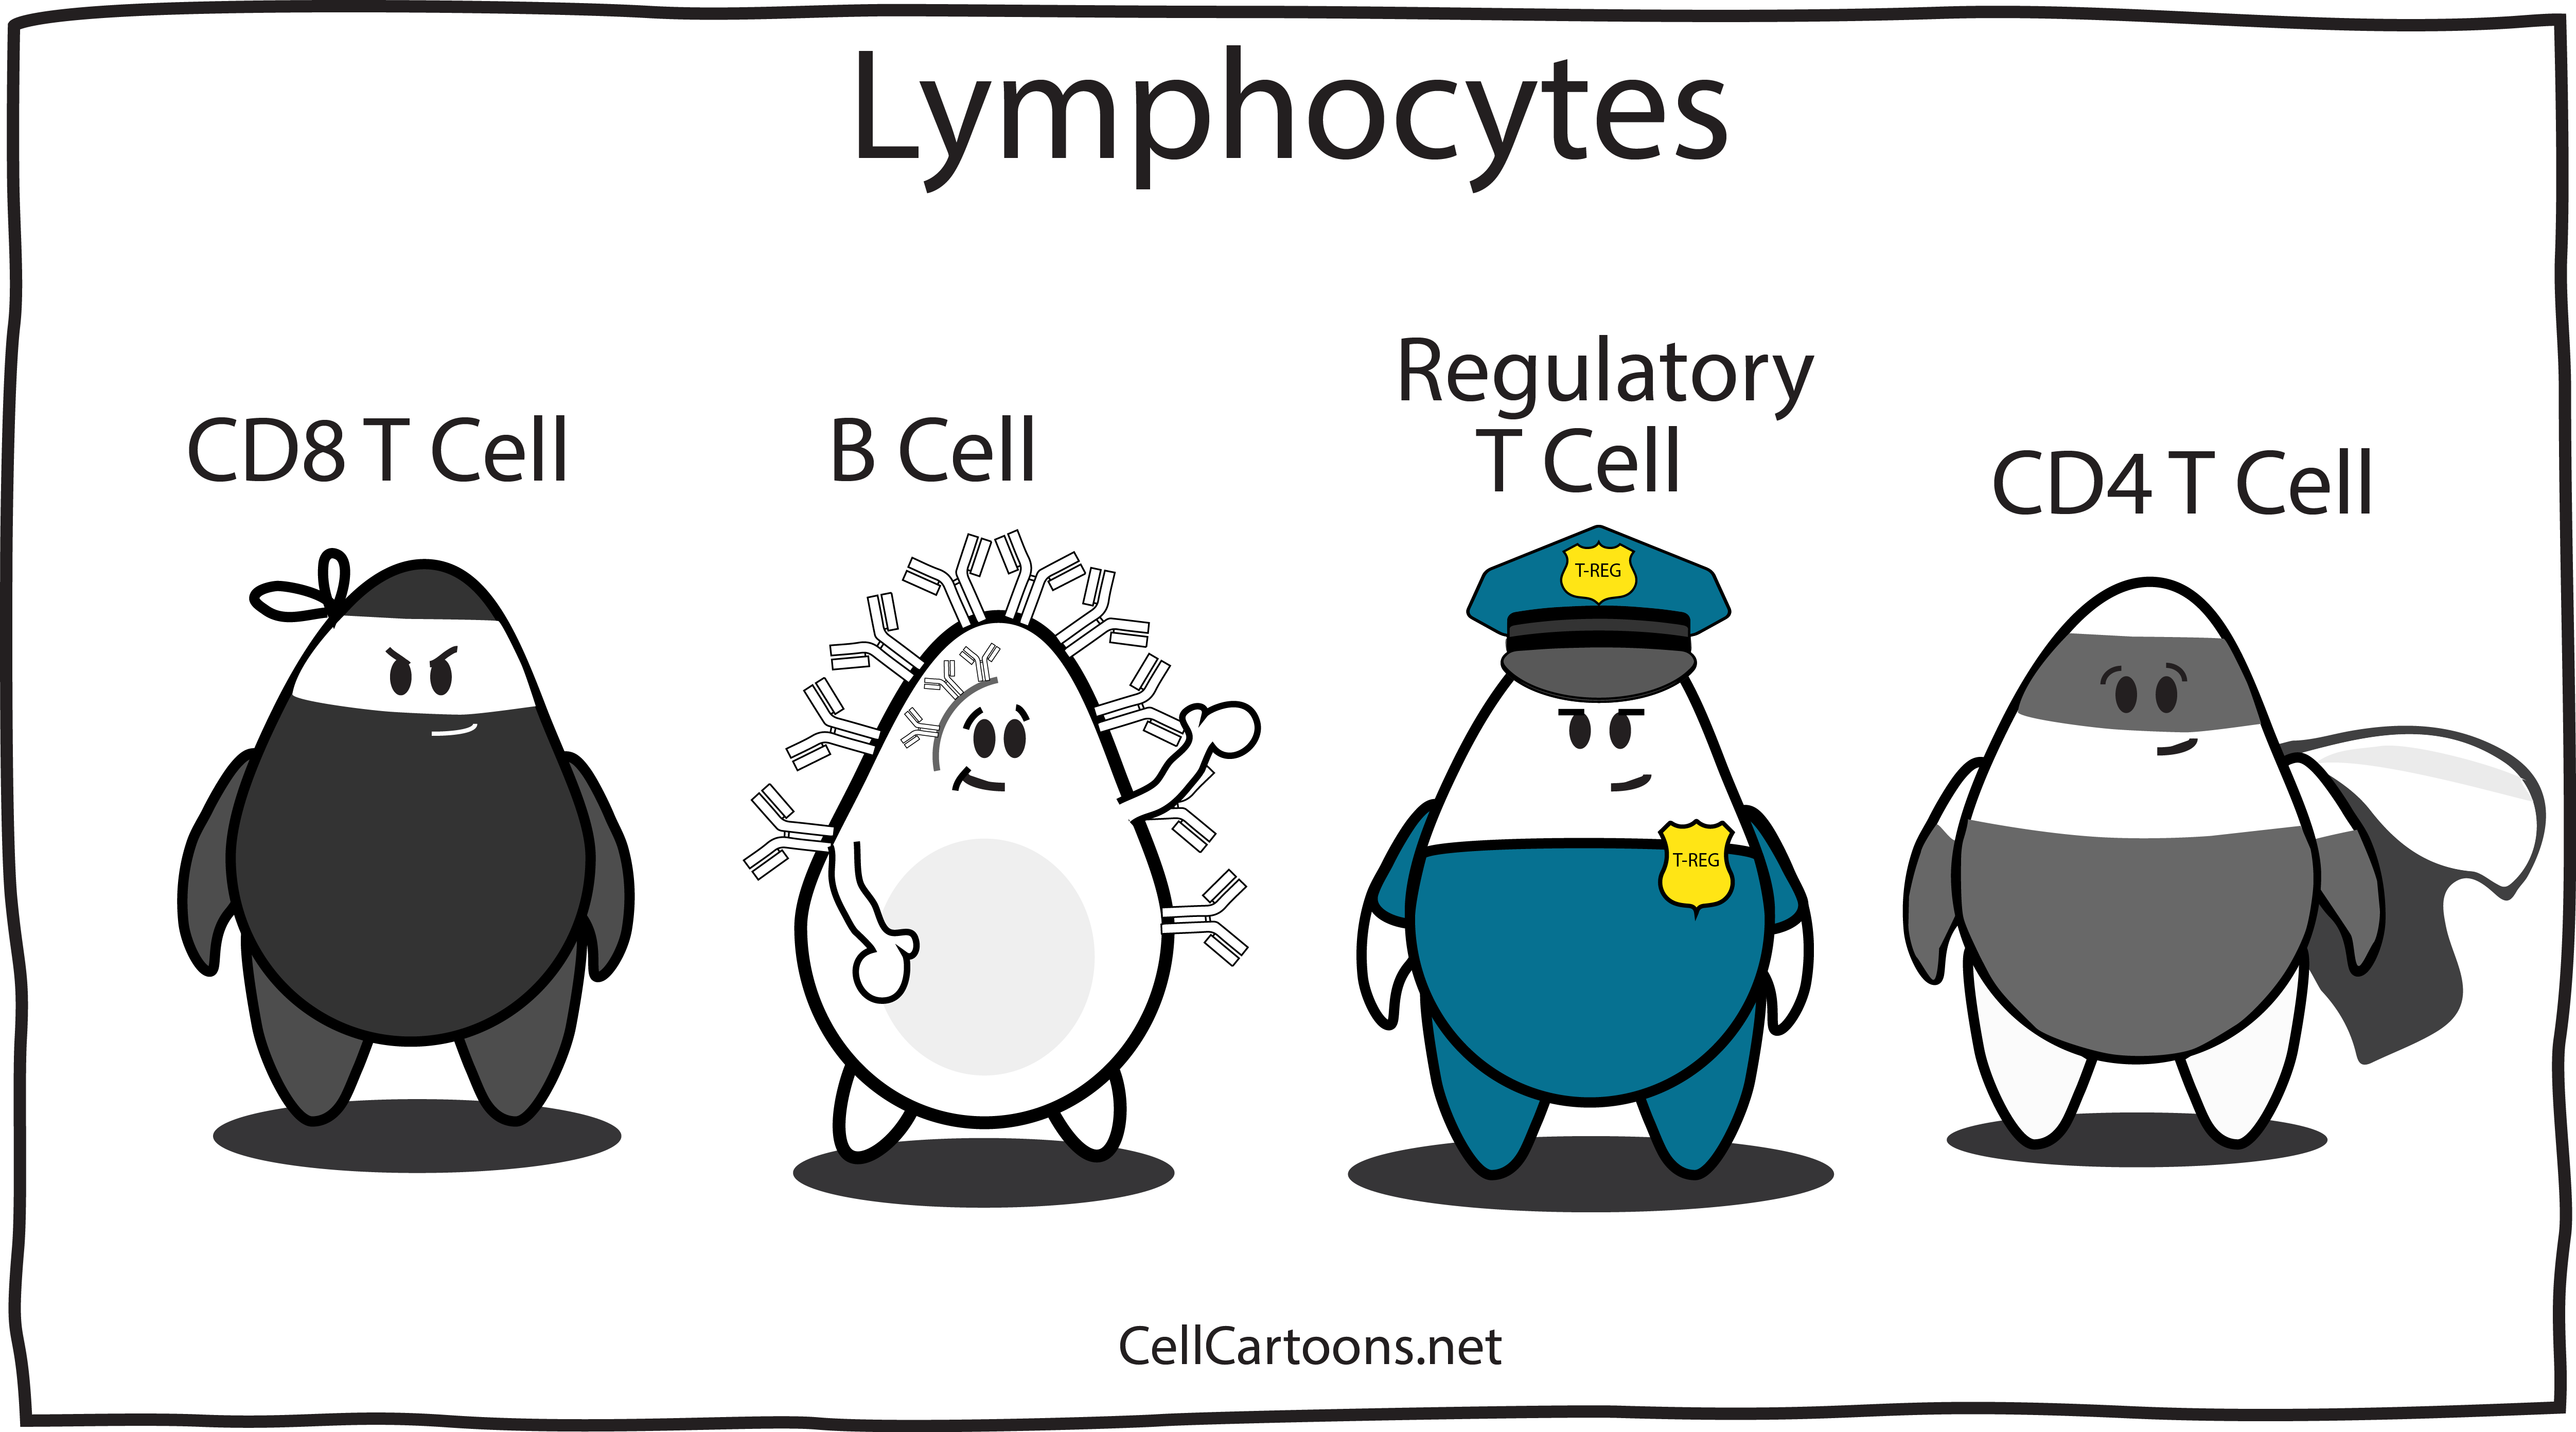 Lymphocytes
CD8 T Cell
B Cell
Regulatory
T Cell
CD4 T Cell
T-REG
T-REG
CellCartoons.net